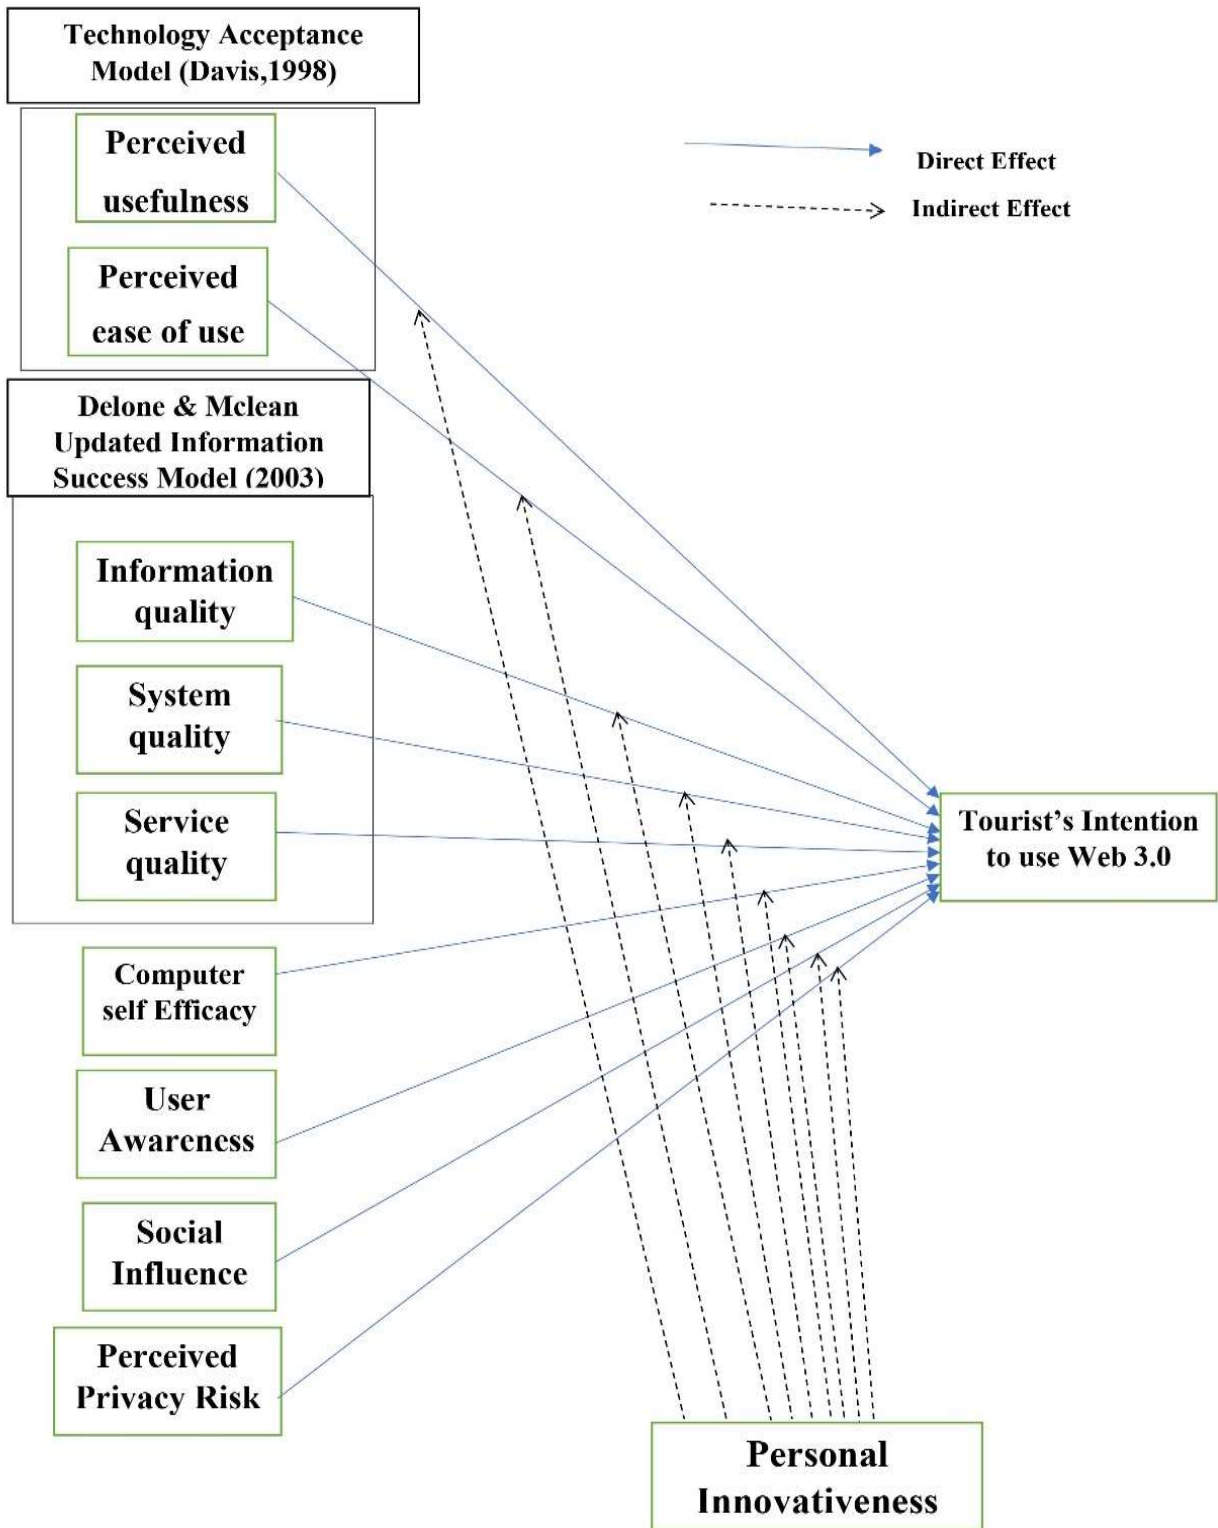 Technology Acceptance
Model (Davis,1998)
Perceived
usefulness
Direct Effect
Indirect Effect
Perceived
ease of use
Delone & Mclean
Updated Information
Success Model (2003)
Information
quality
System
quality
Service
quality
Tourist’s Intention
to use Web 3.0
Computer
self Efficacy
User
Awareness
Social
Influence
Perceived
Privacy Risk
Personal
Innovativeness